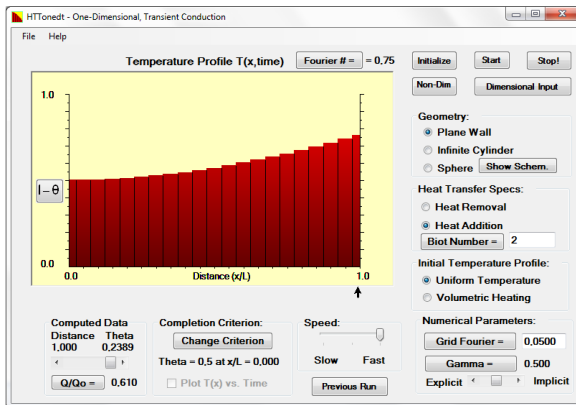 HTTonedt - One-Dimensional, Transient Conduction
File Help
Temperature Profile T(x,time)
Fourier # = = 0,75
Initialize Start Stop!
Non-Dim Dimensional Input
1.0
1-θ
0.0
0.0 Distance (x/L) 1.0
Geometry:
Plane Wall
Infinite Cylinder
Sphere Show Schem.
Heat Transfer Specs:
Heat Removal
Heat Addition
Biot Number = 2
Initial Temperature Profile:
Uniform Temperature
Volumetric Heating
Computed Data
Distance Theta
1,000 0,2389
Q/Qo = 0,610
Completion Criterion:
Change Criterion
Theta = 0,5 at x/L = 0,000
Plot T(x) vs. Time
Speed:
Slow Fast
Previous Run
Numerical Parameters:
Grid Fourier = 0,0500
Gamma = 0.500
Explicit Implicit